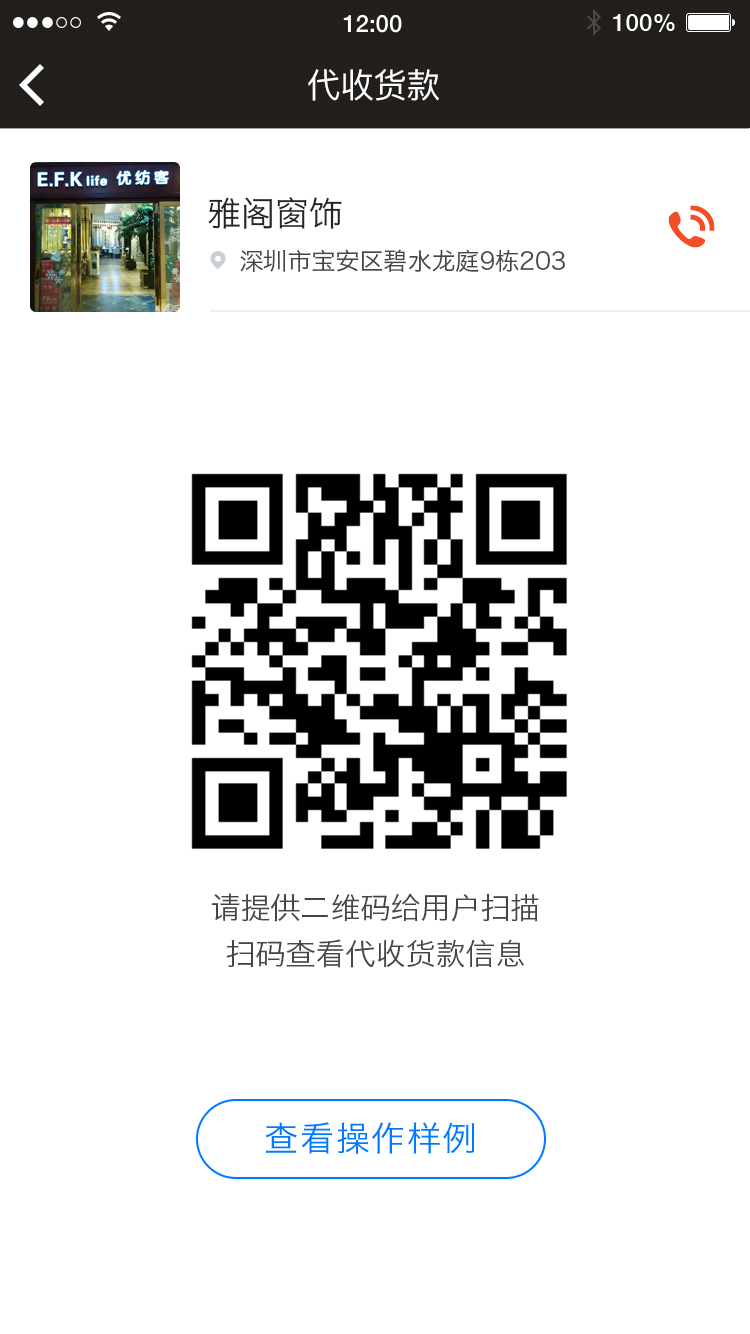 12:00
100%
代收货款
E.F.K life 优纺客
雅阁窗饰
深圳市宝安区碧水龙庭9栋203
请提供二维码给用户扫描
扫码查看代收货款信息
查看操作样例